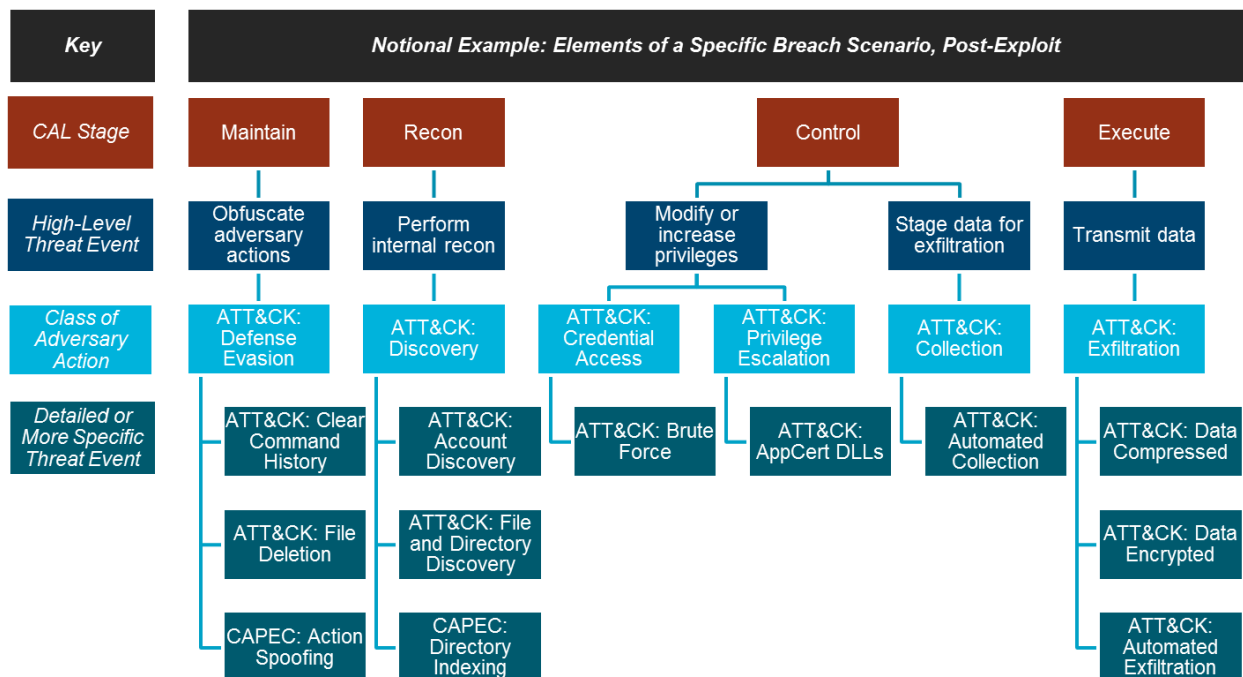 Key
Notional Example: Elements of a Specific Breach Scenario, Post-Exploit
CAL Stage
Maintain
Recon
Control
Execute
High-Level
Threat Event
Obfuscate
adversary
actions
Perform
internal recon
Modify or
increase
privileges
Stage data for
exfiltration
Transmit data
Class of
Adversary
Action
ATT&CK:
Defense
Evasion
ATT&CK:
Discovery
ATT&CK:
Credential
Access
ATT&CK:
Privilege
Escalation
ATT&CK:
Collection
ATT&CK:
Exfiltration
Detailed or
More Specific
Threat Event
ATT&CK: Clear
Command
History
ATT&CK:
Account
Discovery
ATT&CK: Brute
Force
ATT&CK:
AppCert DLLs
ATT&CK:
Automated
Collection
ATT&CK: Data
Compressed
ATT&CK: File
Deletion
ATT&CK: File
and Directory
Discovery
ATT&CK: Data
Encrypted
CAPEC: Action
Spoofing
CAPEC:
Directory
Indexing
ATT&CK:
Automated
Exfiltration